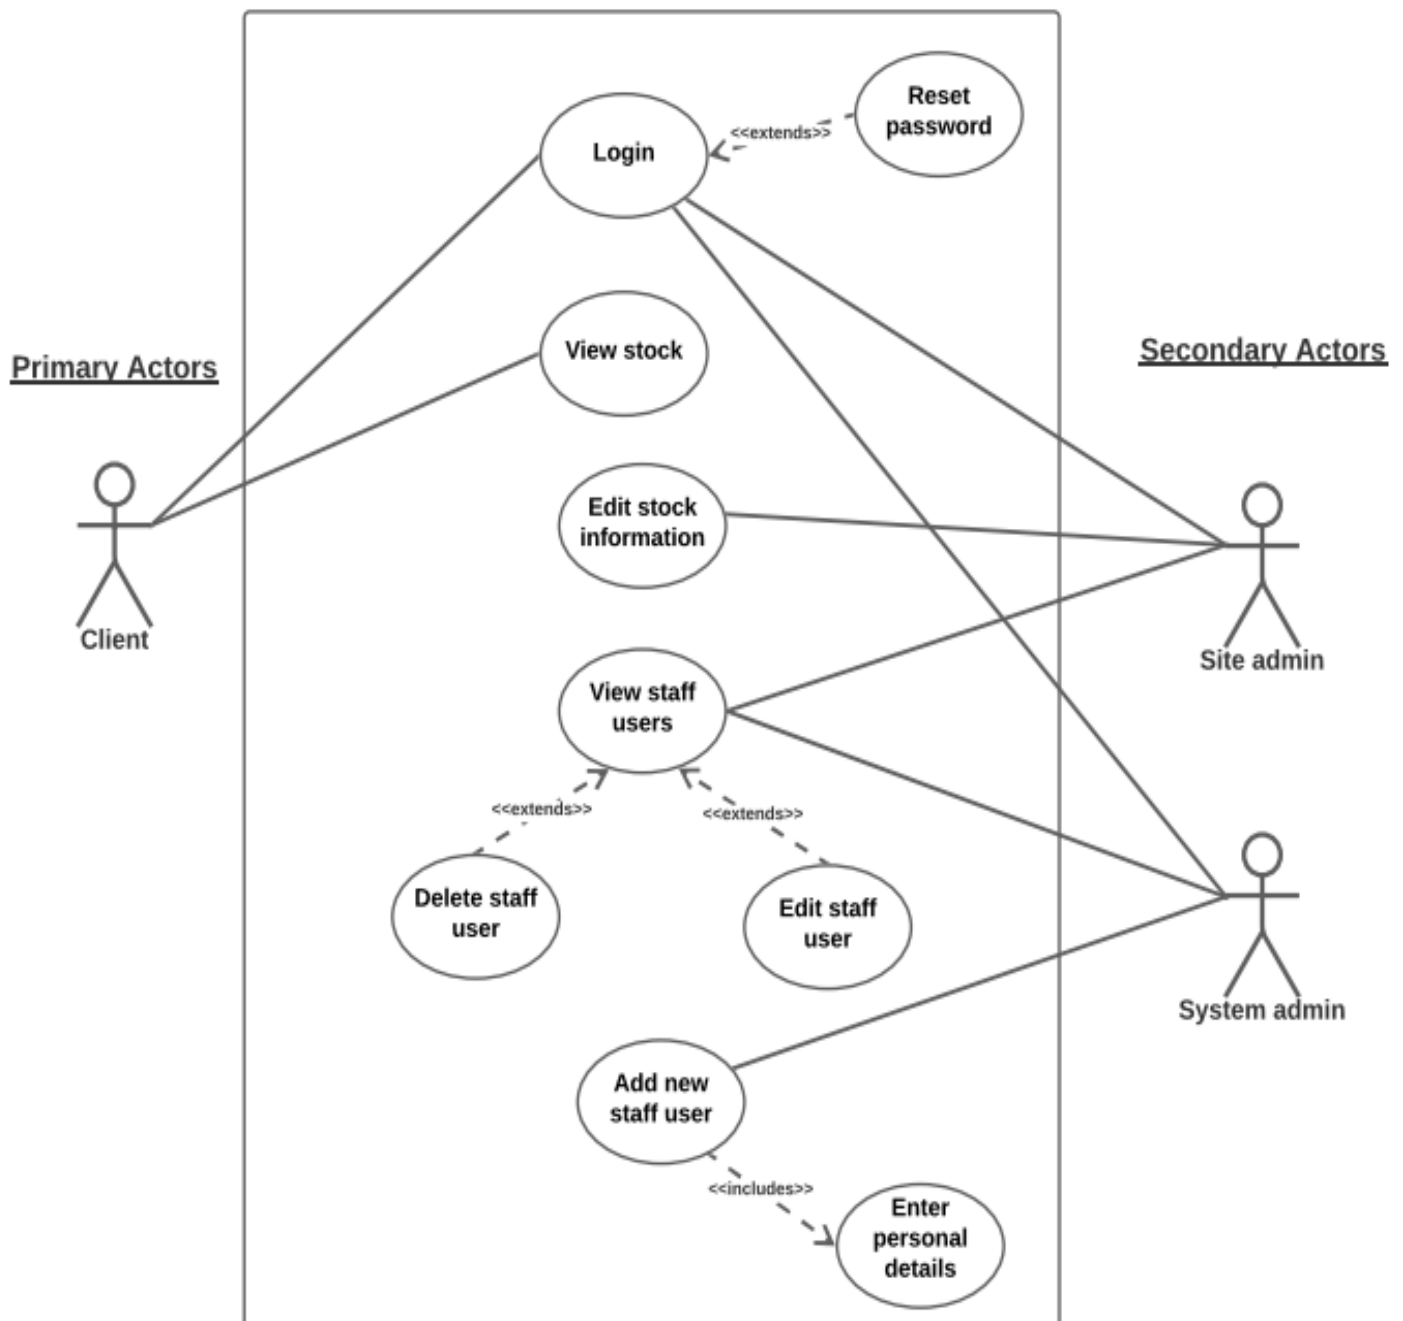 Reset
password
<<extends>>
Login
View stock
Primary Actors
Secondary Actors
Edit stock
information
Client
Site admin
View staff
users
<<extends>>
<<extends>>
Delete staff
user
Edit staff
user
System admin
Add new
staff user
<<includes>>
Enter
personal
details